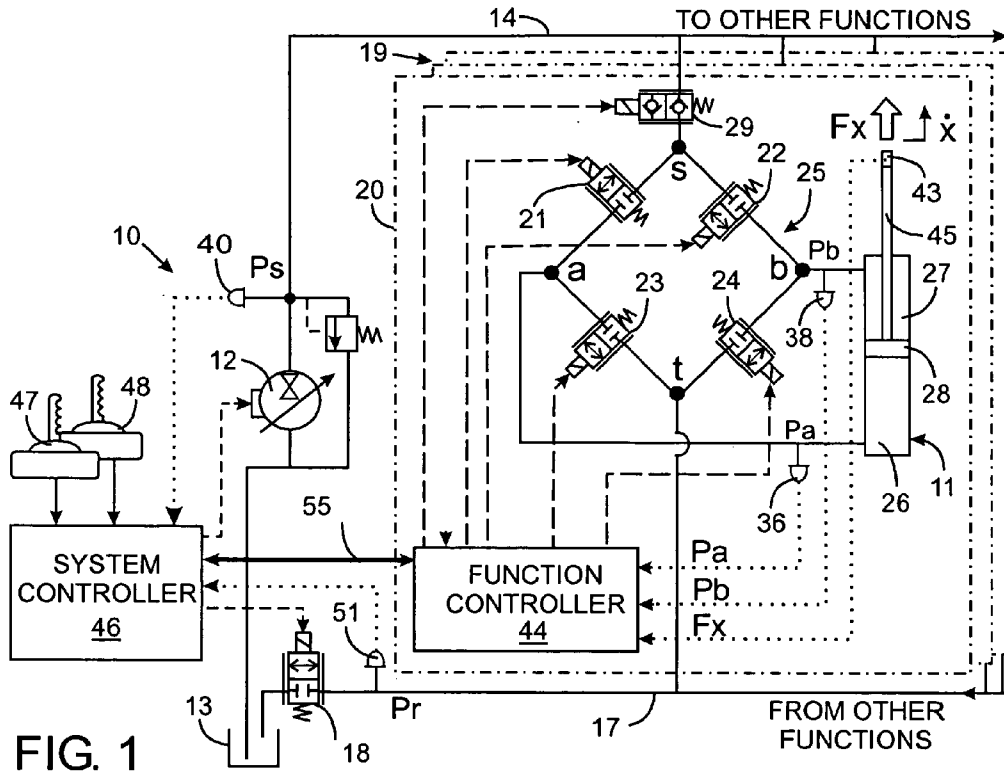 14
TO OTHER FUNCTIONS
19
29
Fx
ẋ
s
22
43
20
21
25
45
10
40
Ps
a
b
Pb
27
23
24
38
12
28
47
48
t
Pa
26
11
36
55
SYSTEM
CONTROLLER
46
FUNCTION
CONTROLLER
44
Pa
Pb
Fx
51
13
18
Pr
17
FROM OTHER
FUNCTIONS
FIG. 1